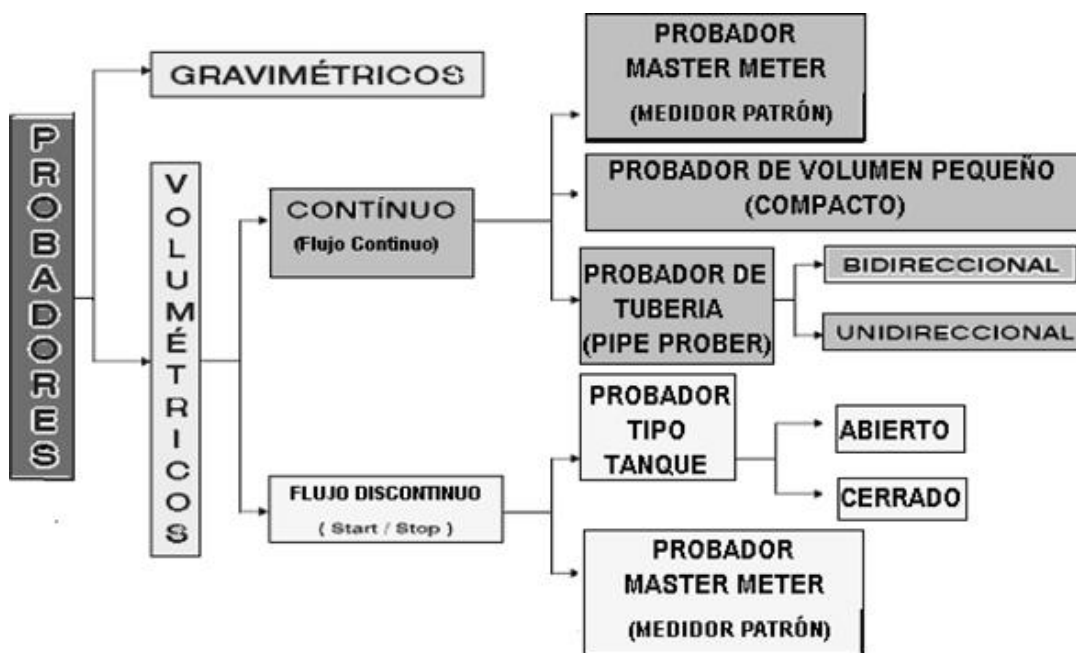 PROBADORES
GRAVIMÉTRICOS
VOLUMÉTRICOS
CONTÍNUO
(Flujo Continuo)
PROBADOR
MASTER METER
(MEDIDOR PATRÓN)
PROBADOR DE VOLUMEN PEQUEÑO
(COMPACTO)
PROBADOR DE
TUBERIA
(PIPE PROBER)
BIDIRECCIONAL
UNIDIRECCIONAL
FLUJO DISCONTINUO
( Start / Stop )
PROBADOR
TIPO
TANQUE
ABIERTO
CERRADO
PROBADOR
MASTER METER
(MEDIDOR PATRÓN)